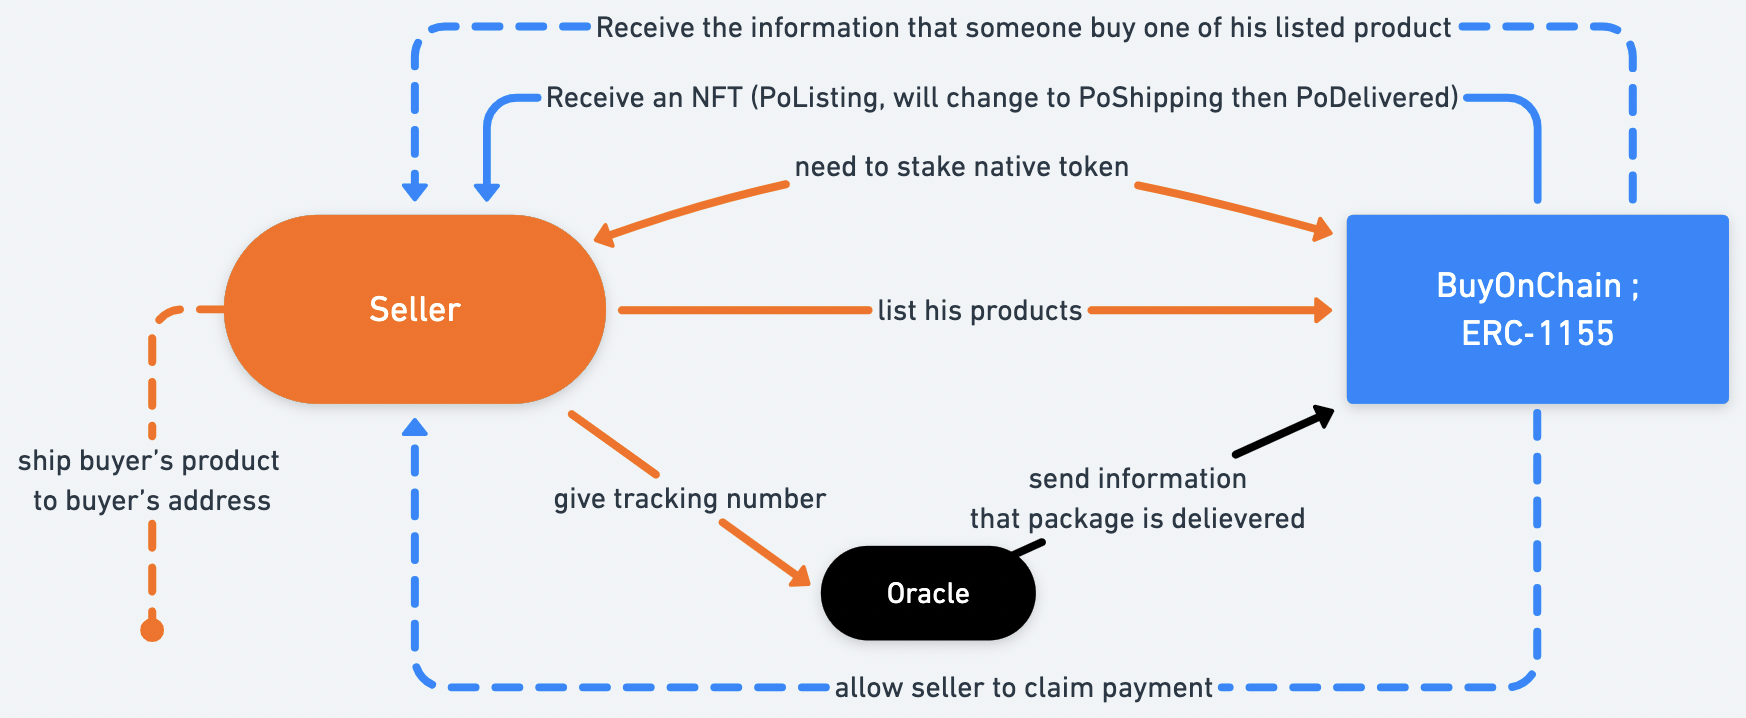 Receive the information that someone buy one of his listed product
Receive an NFT (PoListing, will change to PoShipping then PoDelivered)
need to stake native token
Seller
list his products
BuyOnChain ;
ERC-1155
ship buyer’s product
to buyer’s address
give tracking number
send information
that package is delievered
Oracle
allow seller to claim payment